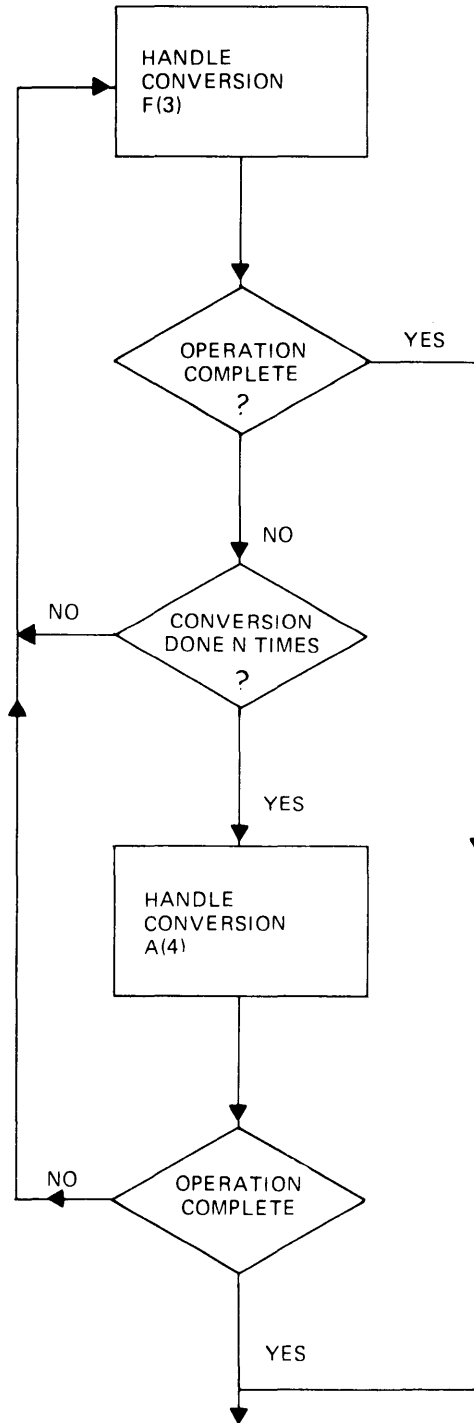 HANDLE
CONVERSION
F(3)
OPERATION
COMPLETE
?
YES
NO
CONVERSION
DONE N TIMES
?
NO
YES
HANDLE
CONVERSION
A(4)
OPERATION
COMPLETE
NO
YES